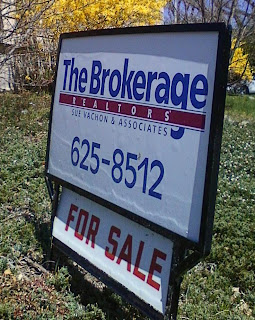 The Brokerage
REALTORS
SUE VACHON & ASSOCIATES
625-8512
FOR SALE